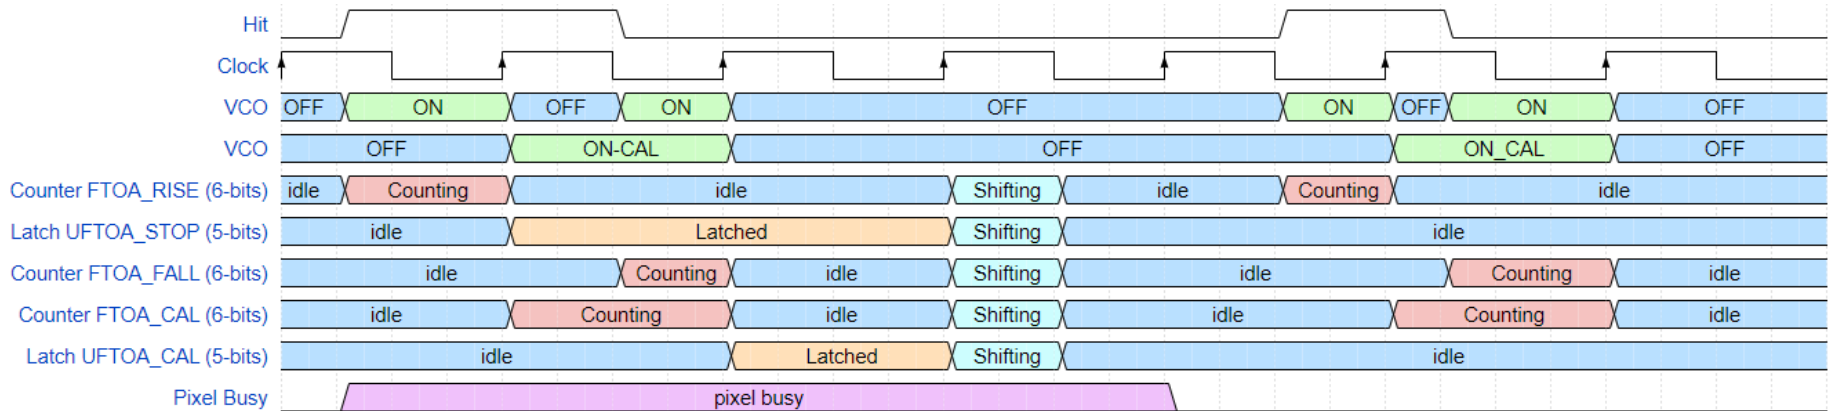 Hit
Clock
VCO OFF ON OFF ON OFF ON OFF ON OFF
VCO OFF ON-CAL OFF ON_CAL OFF
Counter FTOA_RISE (6-bits) idle Counting idle Shifting idle Counting idle
Latch UFTOA_STOP (5-bits) idle Latched Shifting idle
Counter FTOA_FALL (6-bits) idle Counting idle Shifting idle Counting idle
Counter FTOA_CAL (6-bits) idle Counting idle Shifting idle Counting idle
Latch UFTOA_CAL (5-bits) idle Latched Shifting idle
Pixel Busy pixel busy